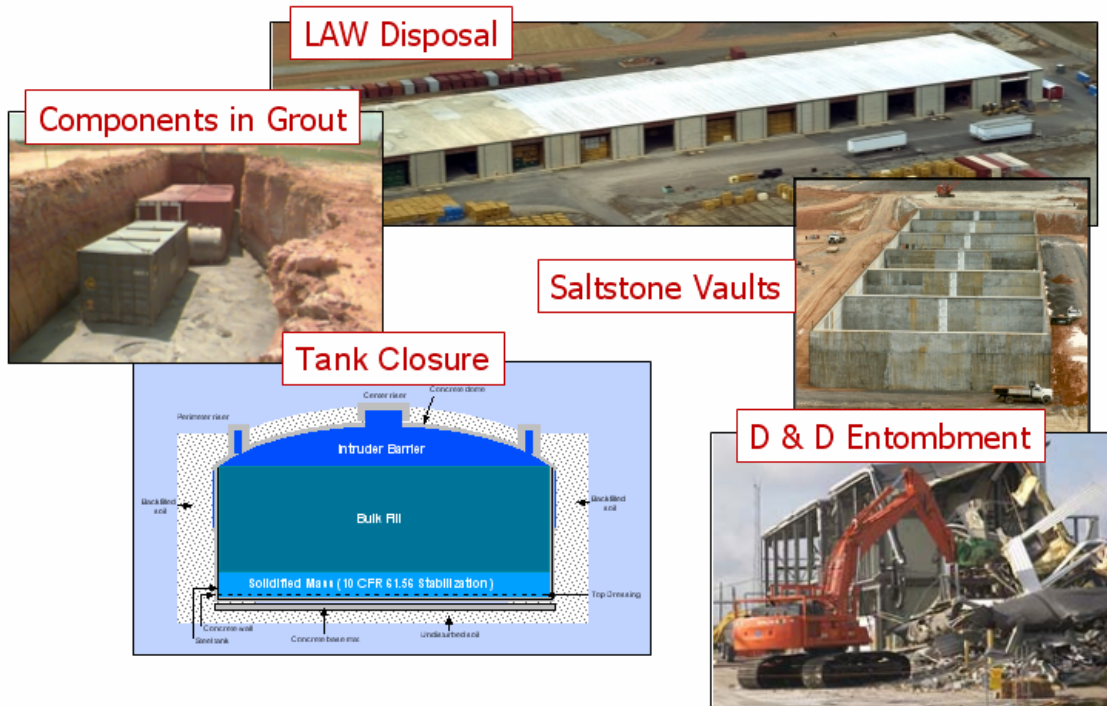 LAW Disposal
Components in Grout
Saltstone Vaults
Tank Closure
Center riser
Concrete dome
Perimeter riser
Intruder Barrier
Backfilled
soil
Backfilled
soil
Bulk Fill
Solidified Mass (10 CFR 61.56 Stabilization)
Top Dressing
Concrete wall
Steel tank
Concrete base mat
Undisturbed soil
D & D Entombment